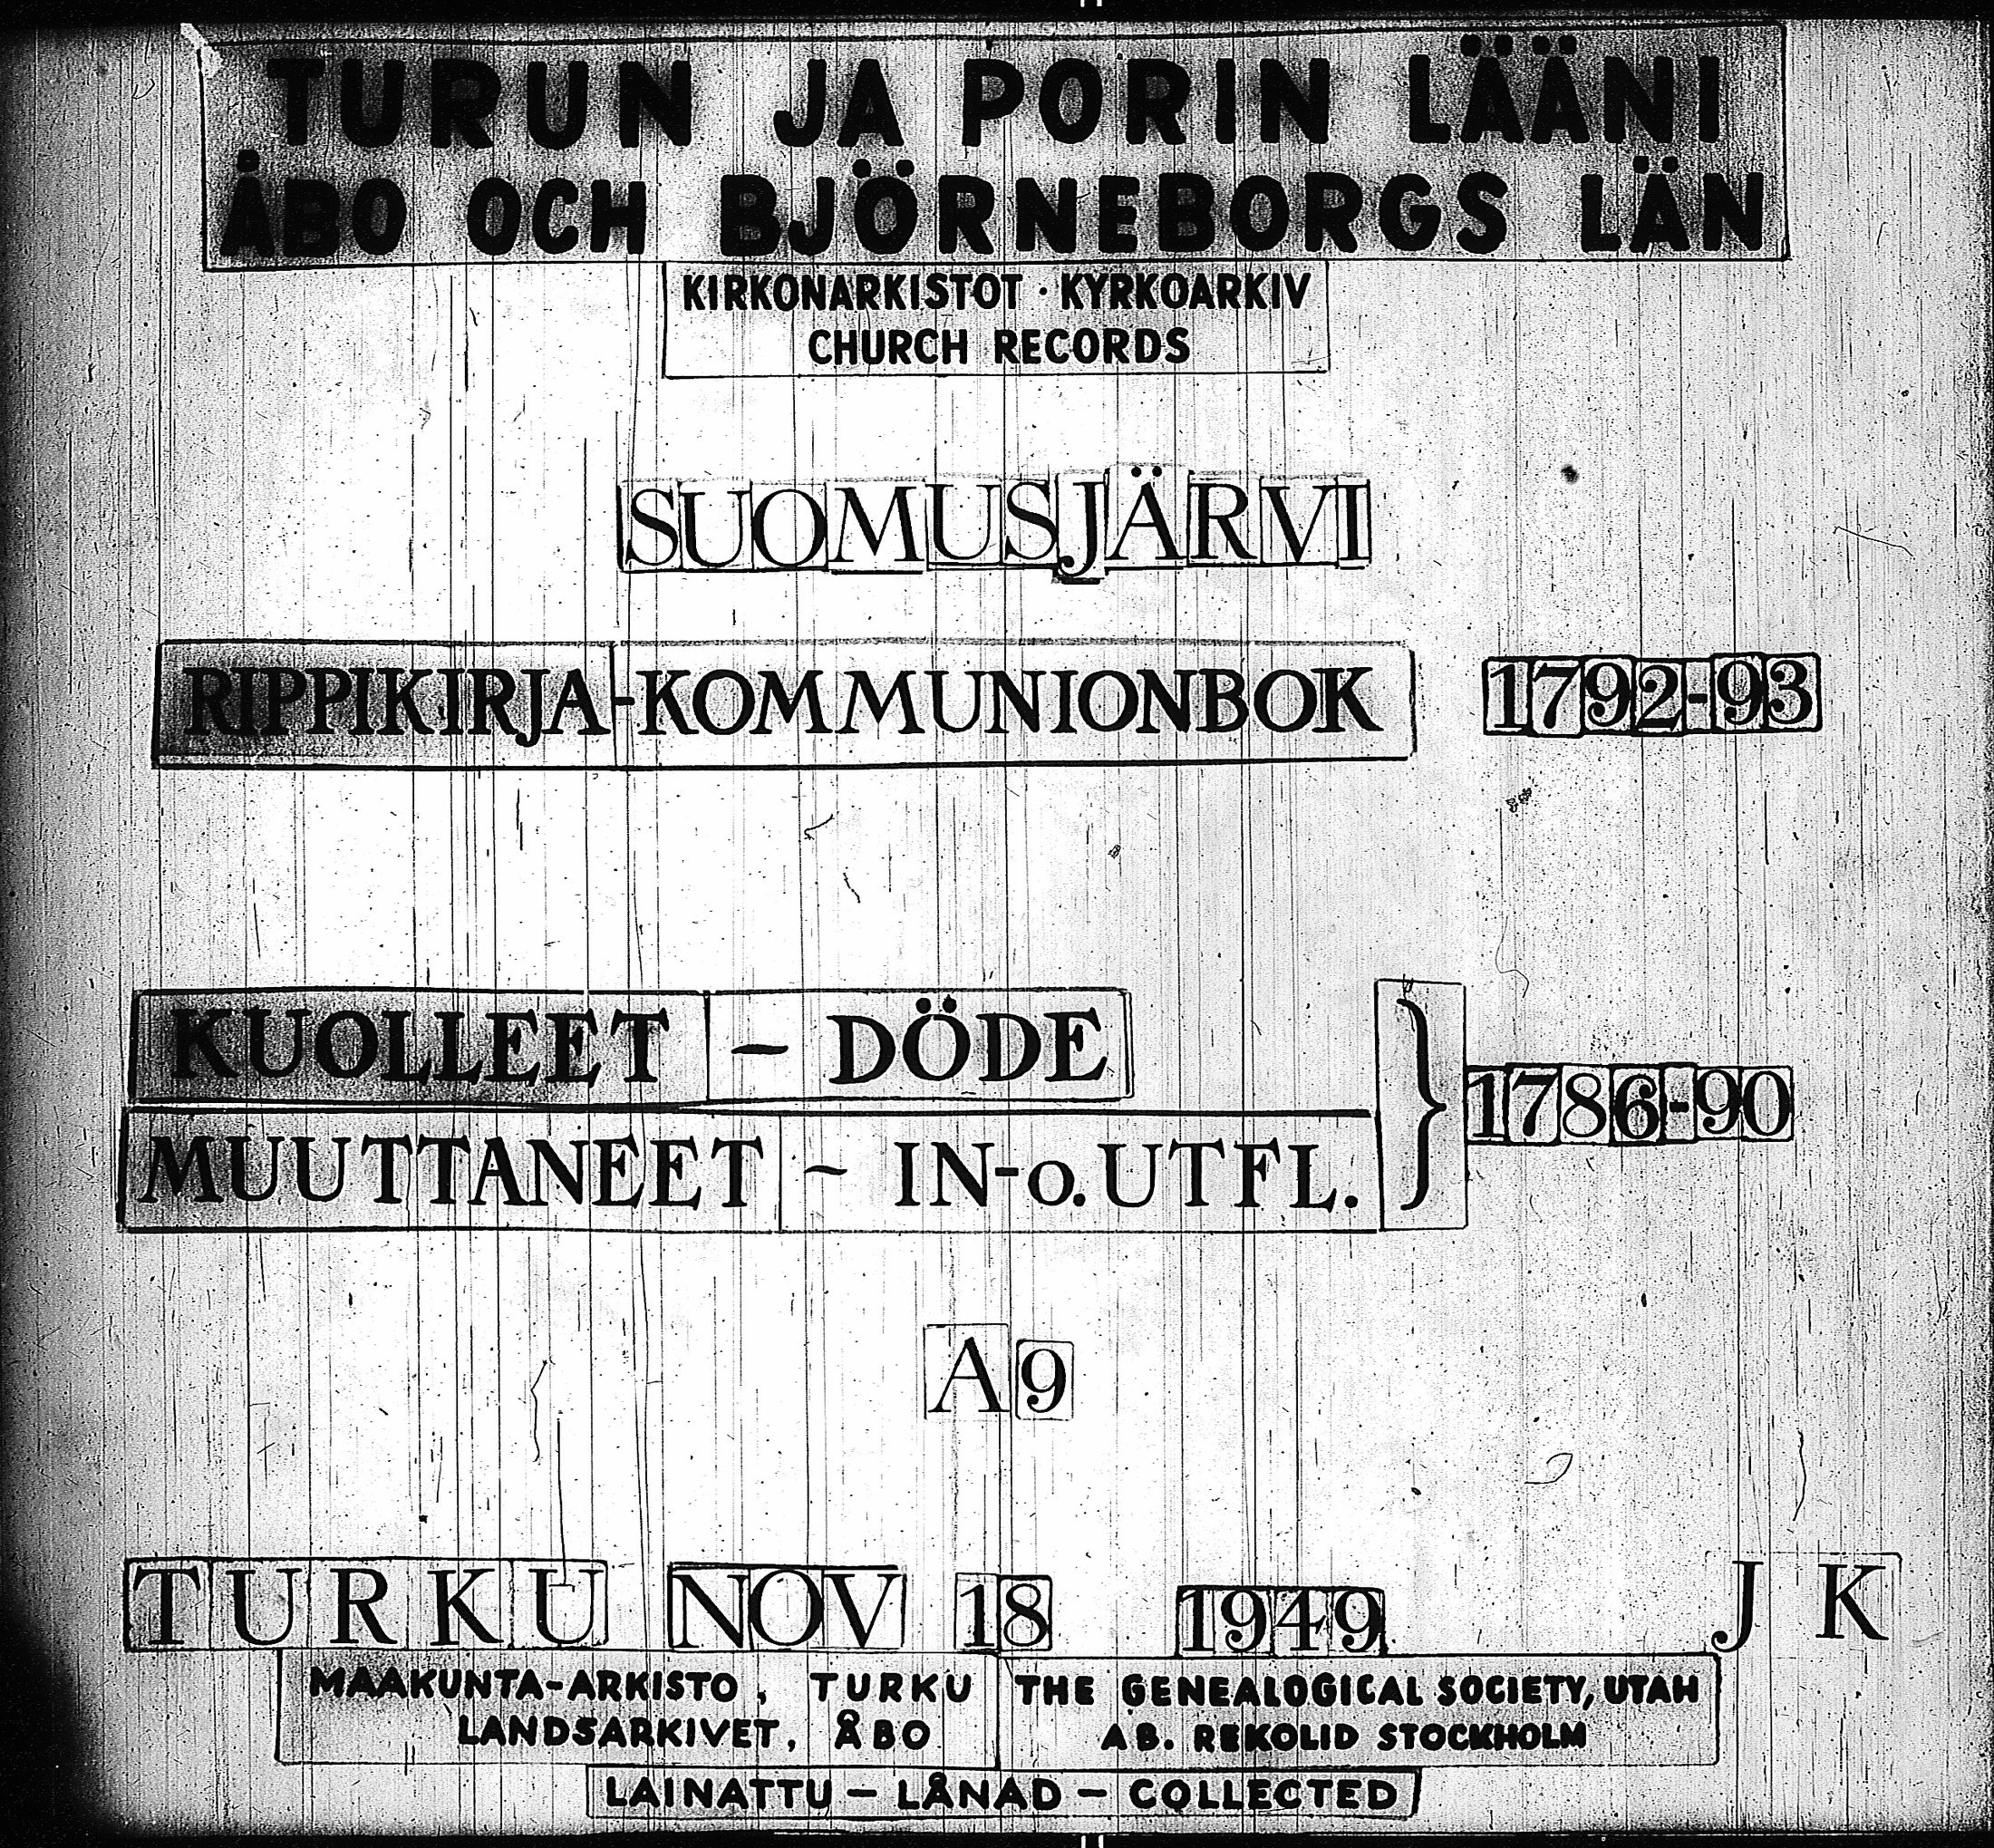 TURUN JA PORIN LÄÄNI
ÅBO OCH BJÖRNEBORGS LÄN
KIRKONARKISTOT · KYRKOARKIV
CHURCH RECORDS
SUOMUSJÄRVI
RIPPIKIRJA-KOMMUNIONBOK 1792-93
KUOLLEET – DÖDE
MUUTTANEET – IN-o. UTFL. } 1786-90
A9
TURKU NOV 18 1949 J K
MAAKUNTA-ARKISTO, TURKU
LANDSARKIVET, ÅBO
THE GENEALOGICAL SOCIETY, UTAH
AB. REKOLID STOCKHOLM
LAINATTU – LÅNAD – COLLECTED